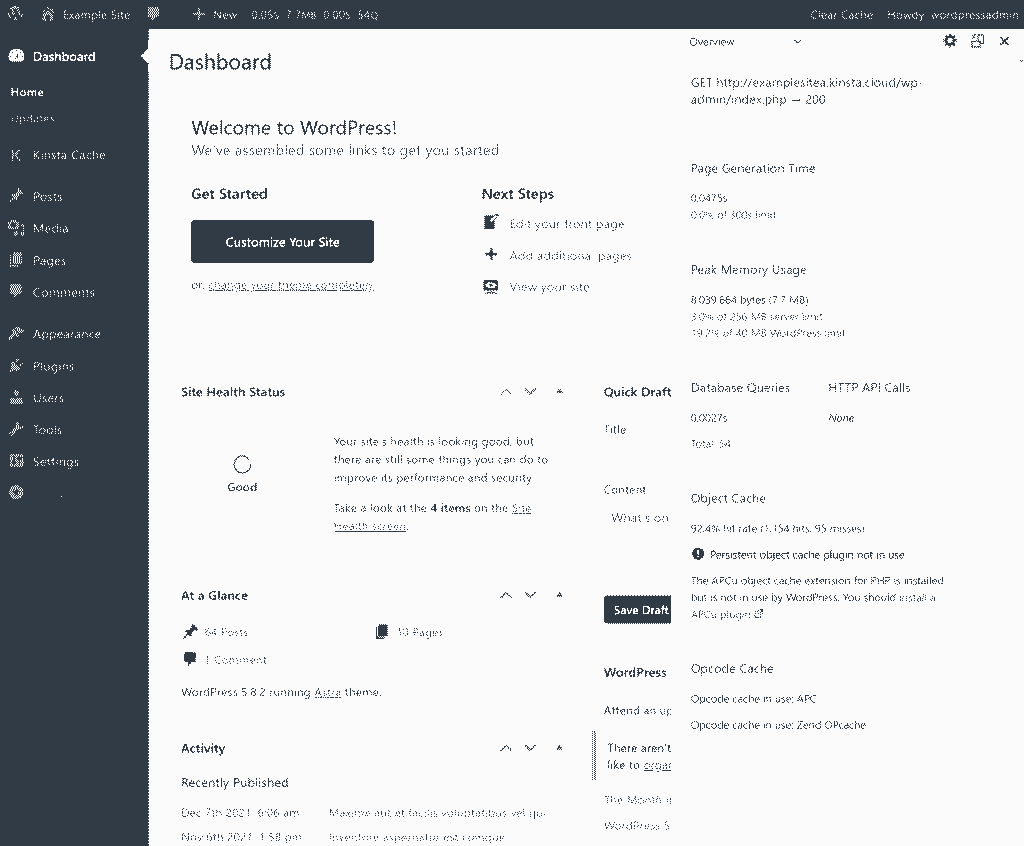 Example Site
New
0.05s 7.7MB 0.00s 54Q
Clear Cache
Howdy, wordpressadmin
Dashboard
Home
Updates
Kinsta Cache
Posts
Media
Pages
Comments
Appearance
Plugins
Users
Tools
Settings
Dashboard
Welcome to WordPress!
We've assembled some links to get you started
Get Started
Customize Your Site
or, change your theme completely
Next Steps
Edit your front page
Add additional pages
View your site
Site Health Status
Good
Your site's health is looking good, but
there are still some things you can do to
improve its performance and security.
Take a look at the 4 items on the Site
Health screen.
At a Glance
64 Posts
10 Pages
1 Comment
WordPress 5.8.2 running Astra theme.
Activity
Recently Published
Dec 7th 2021, 6:06 am
Maxime aut et facilis voluptatibus vel qui
Nov 6th 2021, 1:58 pm
Inventore aspernatur
Quick Draft
Title
Content
What's on
Save Draft
WordPress
Attend an up
There aren't
like to organ
The Month i
WordPress 5
Overview
GET http://examplesitea.kinsta.cloud/wp-
admin/index.php — 200
Page Generation Time
0.0475s
0.0% of 300s limit
Peak Memory Usage
8,039,664 bytes (7.7 MB)
3.0% of 256 MB server limit
19.2% of 40 MB WordPress limit
Database Queries
0.0027s
Total: 54
HTTP API Calls
None
Object Cache
92.4% hit rate (1,154 hits, 95 misses)
Persistent object cache plugin not in use
The APCu object cache extension for PHP is installed
but is not in use by WordPress. You should install a
APCu plugin
Opcode Cache
Opcode cache in use: APC
Opcode cache in use: Zend OPcache